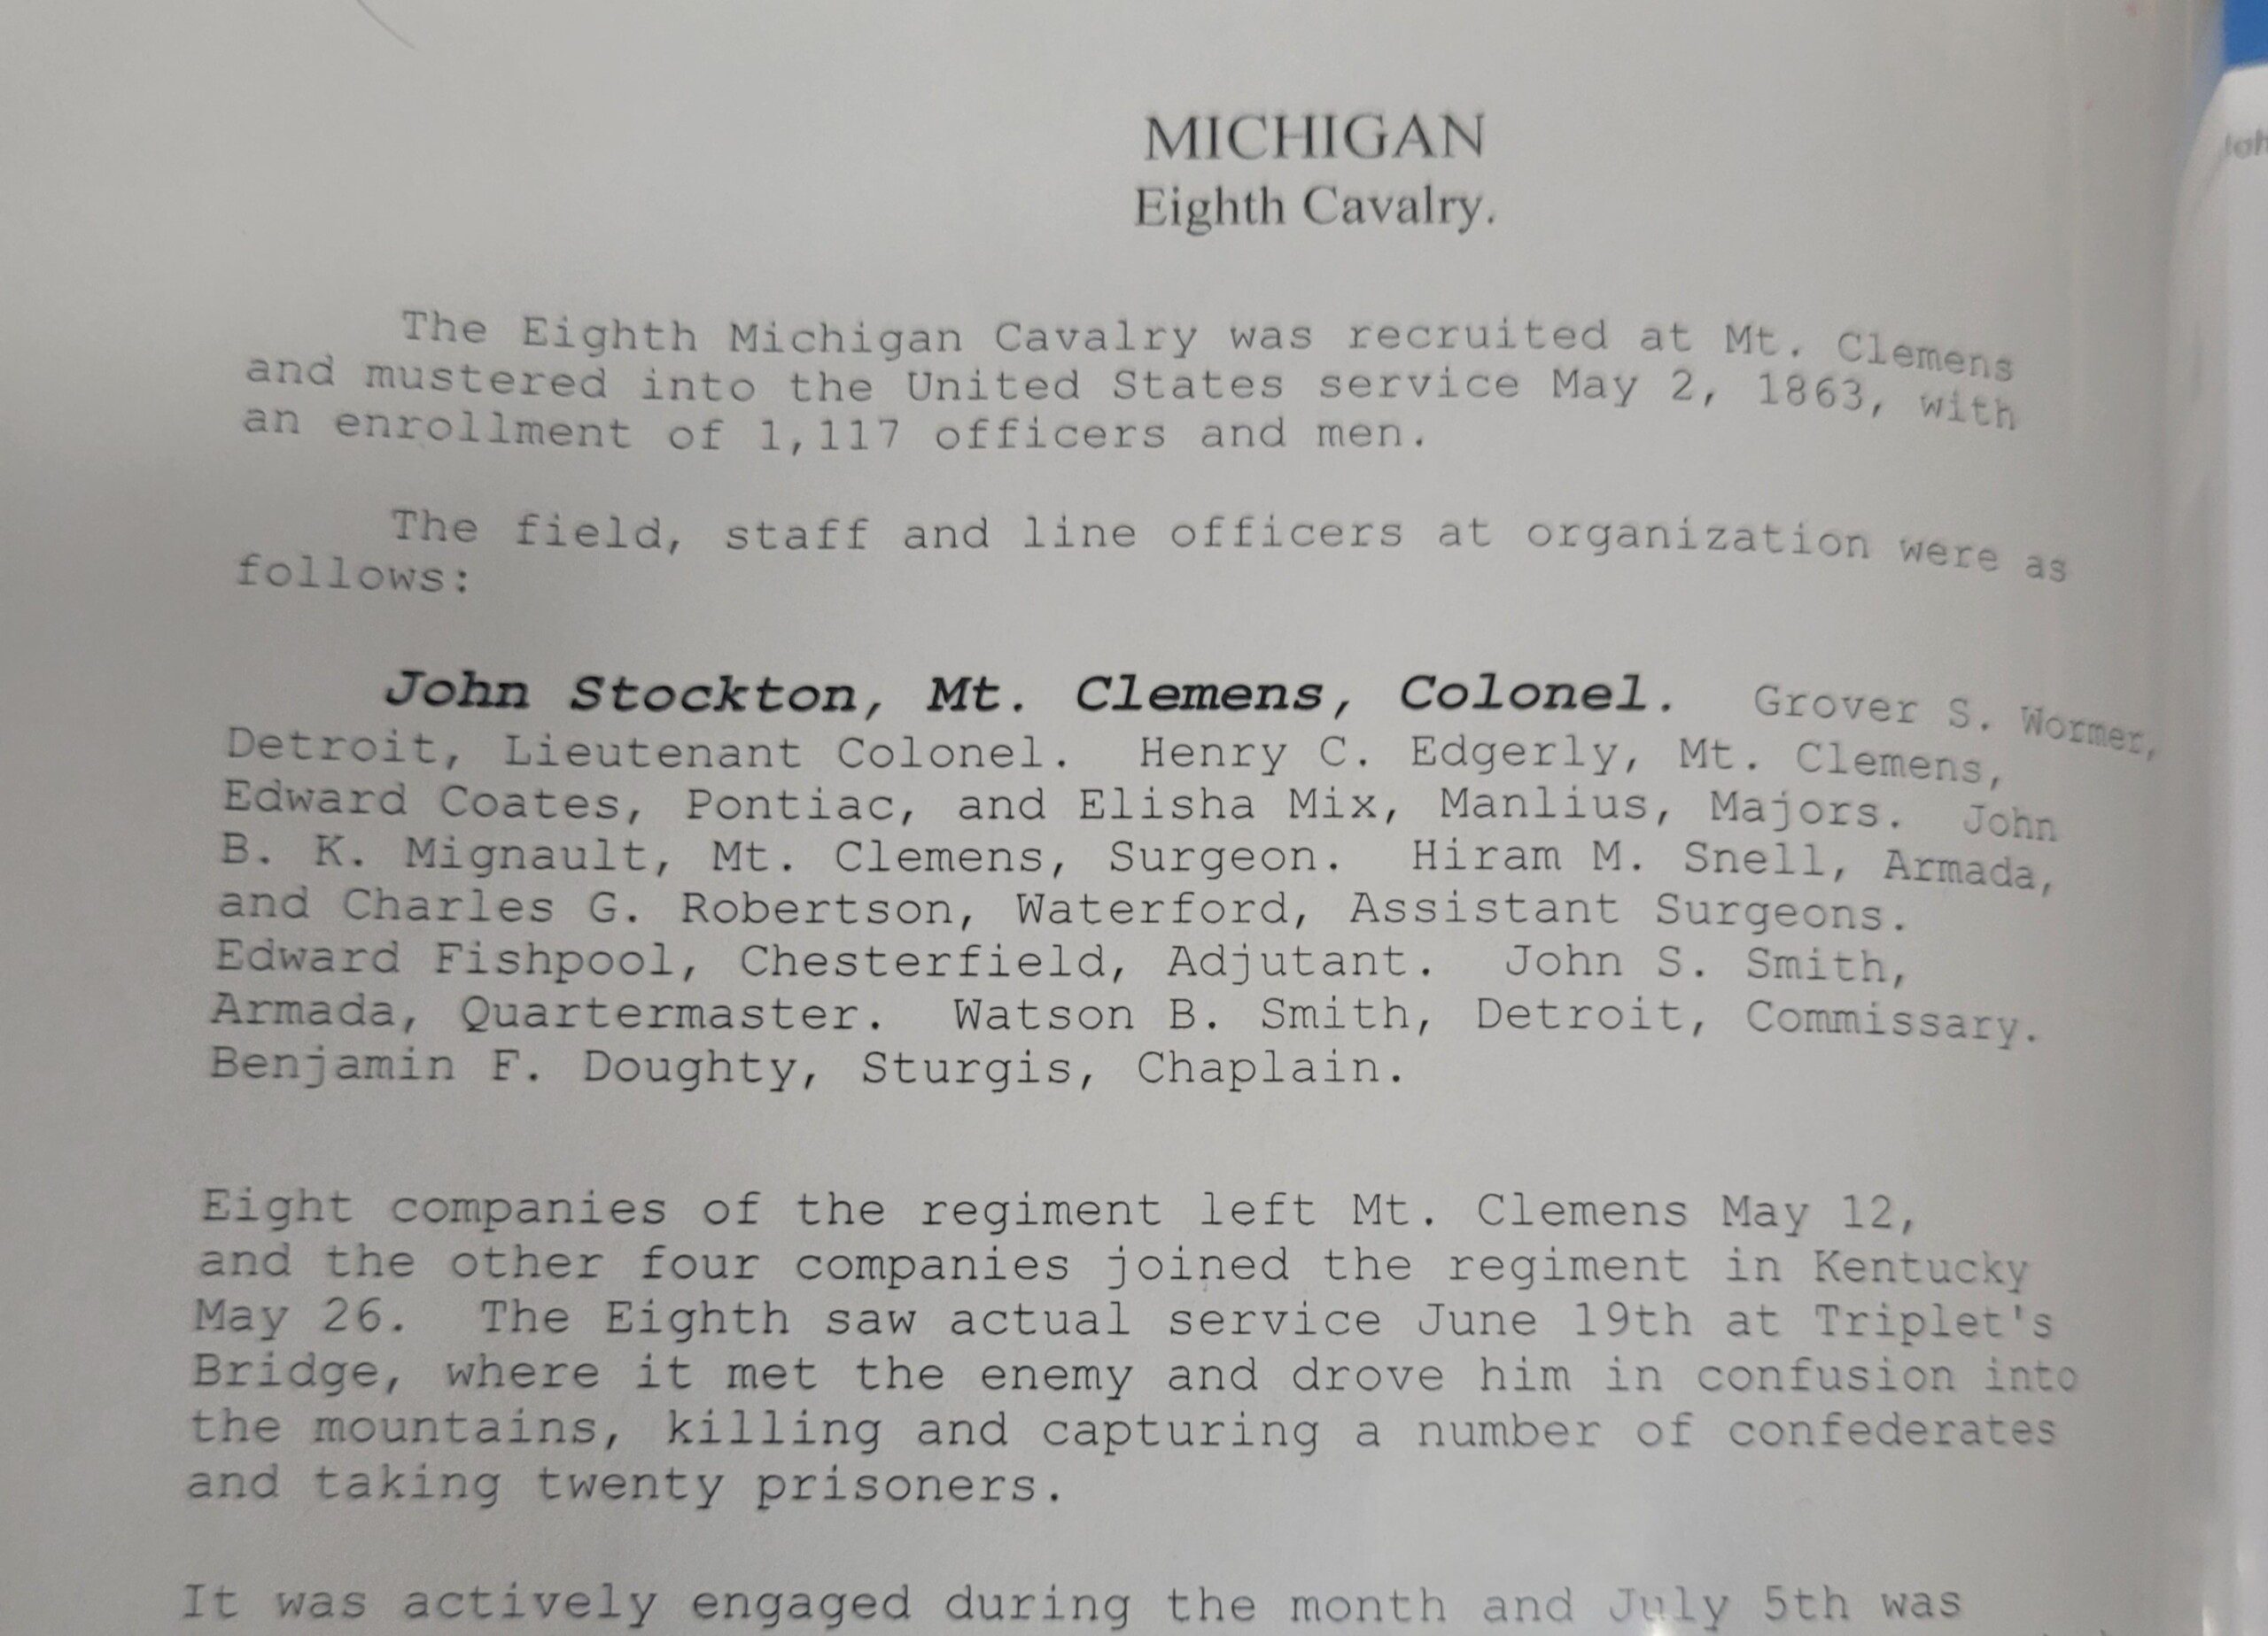 MICHIGAN
Eighth Cavalry.
The Eighth Michigan Cavalry was recruited at Mt. Clemens
and mustered into the United States service May 2, 1863, with
an enrollment of 1,117 officers and men.
The field, staff and line officers at organization were as
follows:
John Stockton, Mt. Clemens, Colonel. Grover S. Wormer,
Detroit, Lieutenant Colonel. Henry C. Edgerly, Mt. Clemens,
Edward Coates, Pontiac, and Elisha Mix, Manlius, Majors. John
B. K. Mignault, Mt. Clemens, Surgeon. Hiram M. Snell, Armada,
and Charles G. Robertson, Waterford, Assistant Surgeons.
Edward Fishpool, Chesterfield, Adjutant. John S. Smith,
Armada, Quartermaster. Watson B. Smith, Detroit, Commissary.
Benjamin F. Doughty, Sturgis, Chaplain.
Eight companies of the regiment left Mt. Clemens May 12,
and the other four companies joined the regiment in Kentucky
May 26. The Eighth saw actual service June 19th at Triplet's
Bridge, where it met the enemy and drove him in confusion into
the mountains, killing and capturing a number of confederates
and taking twenty prisoners.
It was actively engaged during the month and July 5th was